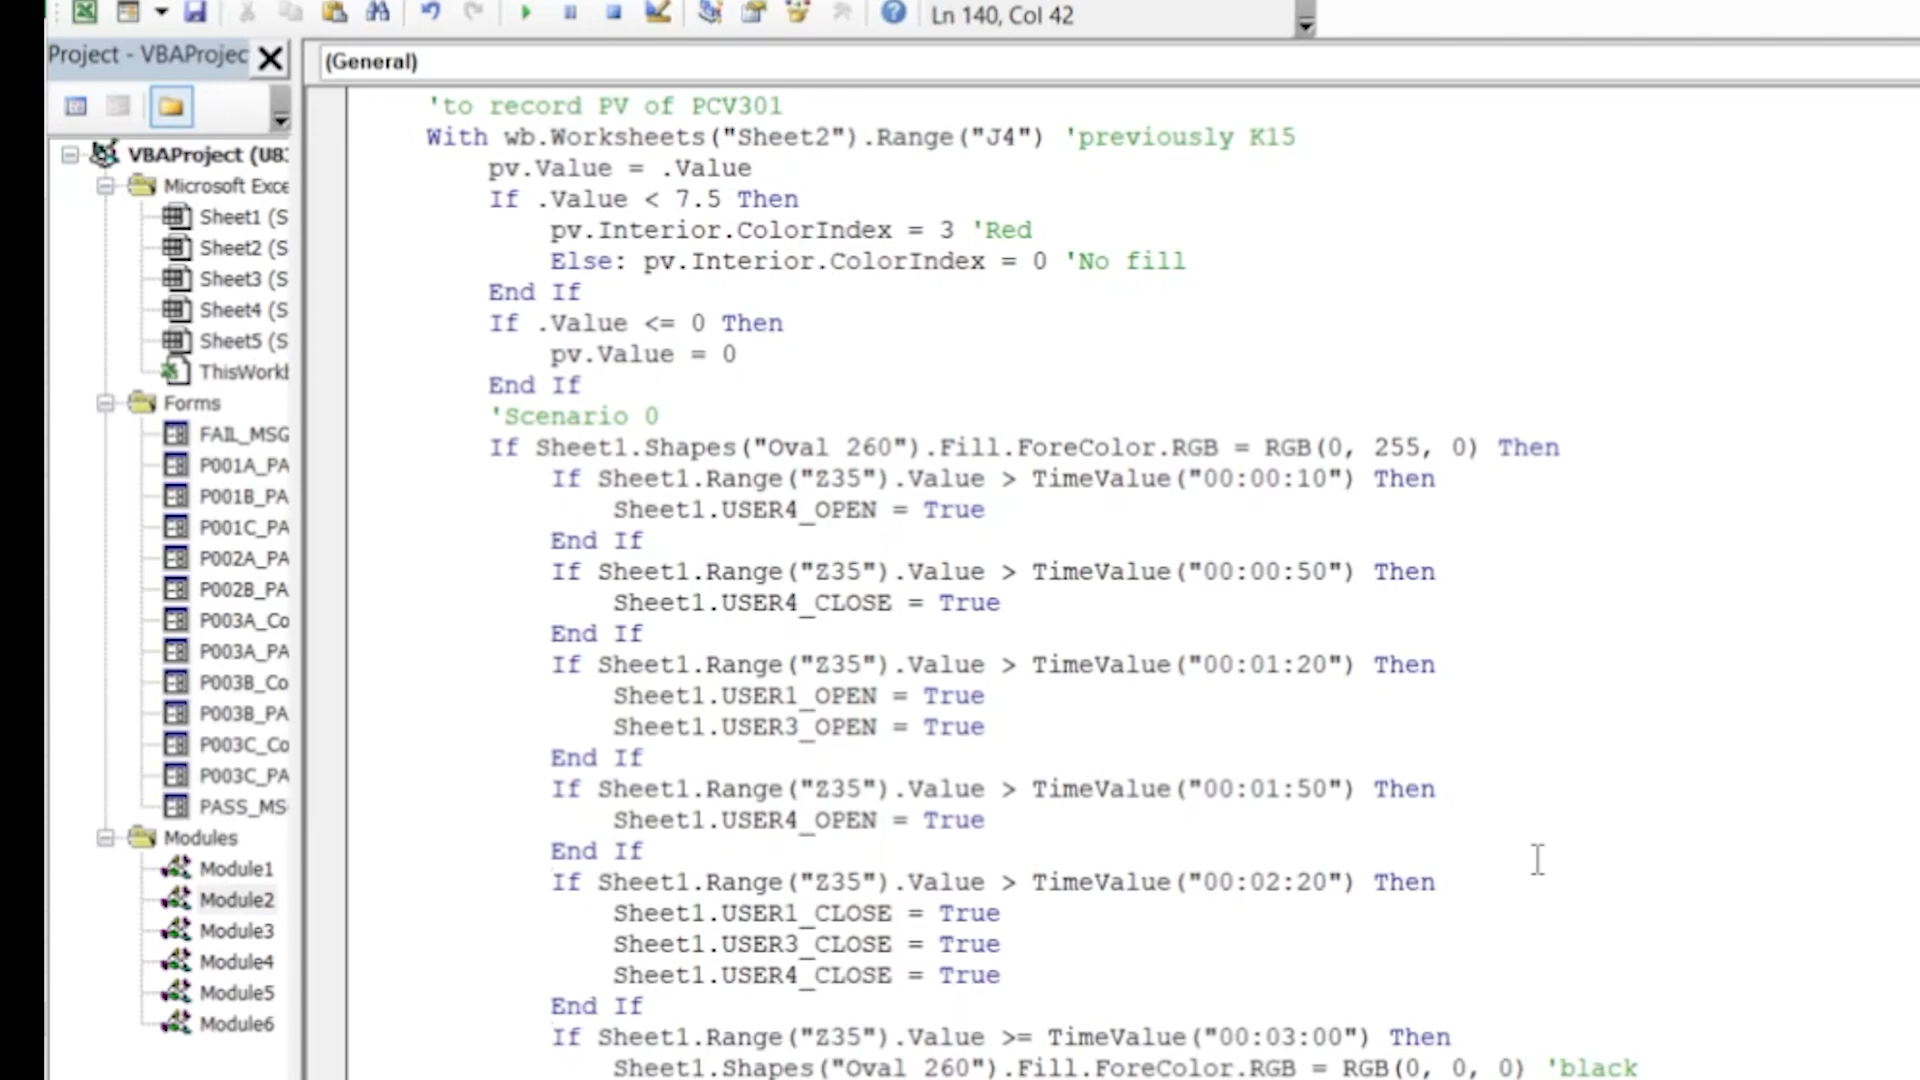 Ln 140, Col 42
Project - VBAProjec
(General)
VBAProject (U8
Microsoft Exce
Sheet1 (S
Sheet2 (S
Sheet3 (S
Sheet4 (S
Sheet5 (S
ThisWork
Forms
FAIL_MSG
P001A_PA
P001B_PA
P001C_PA
P002A_PA
P002B_PA
P003A_Co
P003A_PA
P003B_Co
P003B_PA
P003C_Co
P003C_PA
PASS_MS
Modules
Module1
Module2
Module3
Module4
Module5
Module6
'to record PV of PCV301
With wb.Worksheets("Sheet2").Range("J4") 'previously K15
pv.Value = .Value
If .Value < 7.5 Then
pv.Interior.ColorIndex = 3 'Red
Else: pv.Interior.ColorIndex = 0 'No fill
End If
If .Value <= 0 Then
pv.Value = 0
End If
'Scenario 0
If Sheet1.Shapes("Oval 260").Fill.ForeColor.RGB = RGB(0, 255, 0) Then
If Sheet1.Range("Z35").Value > TimeValue("00:00:10") Then
Sheet1.USER4_OPEN = True
End If
If Sheet1.Range("Z35").Value > TimeValue("00:00:50") Then
Sheet1.USER4_CLOSE = True
End If
If Sheet1.Range("Z35").Value > TimeValue("00:01:20") Then
Sheet1.USER1_OPEN = True
Sheet1.USER3_OPEN = True
End If
If Sheet1.Range("Z35").Value > TimeValue("00:01:50") Then
Sheet1.USER4_OPEN = True
End If
If Sheet1.Range("Z35").Value > TimeValue("00:02:20") Then
Sheet1.USER1_CLOSE = True
Sheet1.USER3_CLOSE = True
Sheet1.USER4_CLOSE = True
End If
If Sheet1.Range("Z35").Value >= TimeValue("00:03:00") Then
Sheet1.Shapes("Oval 260").Fill.ForeColor.RGB = RGB(0, 0, 0) 'black